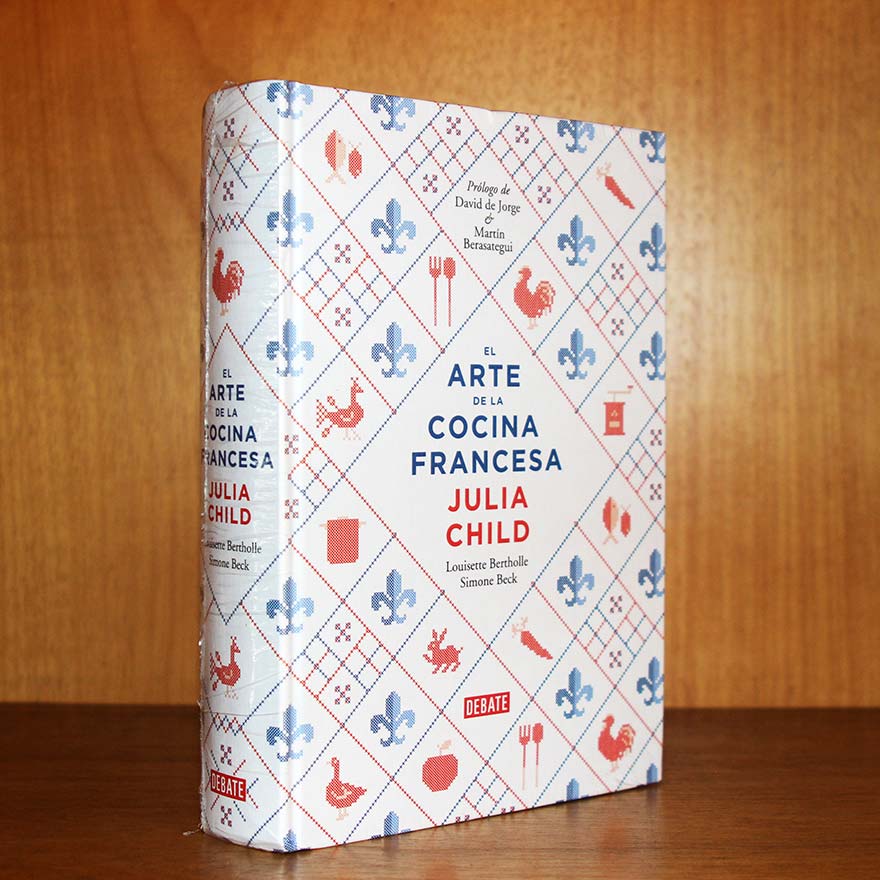 Prólogo de
David de Jorge
&
Martín
Berasategui
EL
ARTE
DE LA
COCINA
FRANCESA
JULIA
CHILD
Louisette Bertholle
Simone Beck
DEBATE
EL
ARTE
DE LA
COCINA
FRANCESA
JULIA
CHILD
Louisette Bertholle
Simone Beck
DEBATE